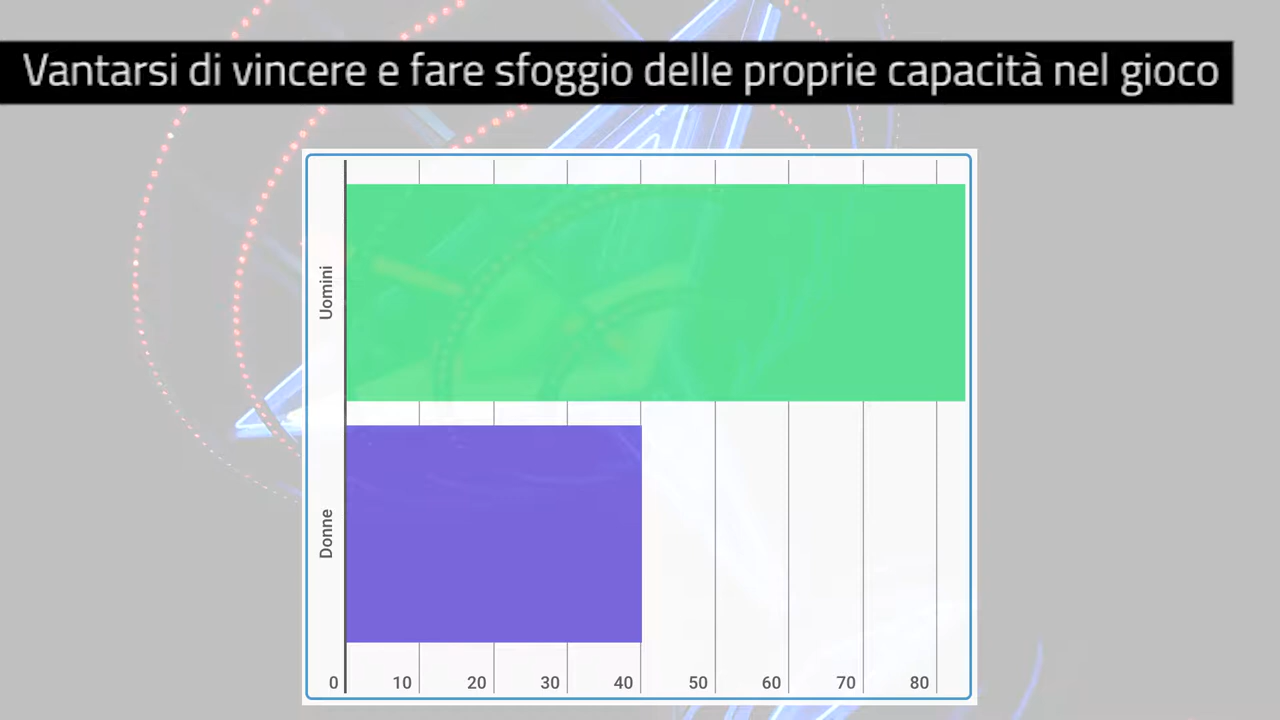 Vantarsi di vincere e fare sfoggio delle proprie capacità nel gioco
Uomini
Donne
0 10 20 30 40 50 60 70 80